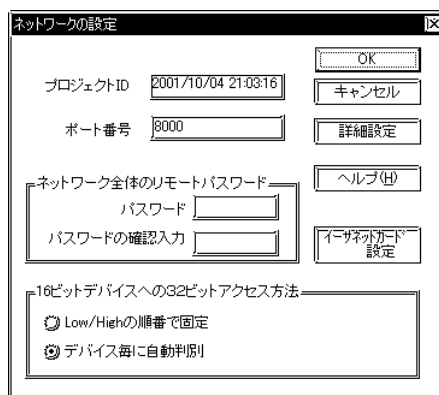 ネットワークの設定
OK
プロジェクトID 2001/10/04 21:03:16
キャンセル
ポート番号 8000
詳細設定
ヘルプ(H)
ネットワーク全体のリモートパスワード
パスワード
パスワードの確認入力
イーサネットカード
設定
16ビットデバイスへの32ビットアクセス方法
Low/Highの順番で固定
デバイス毎に自動判別